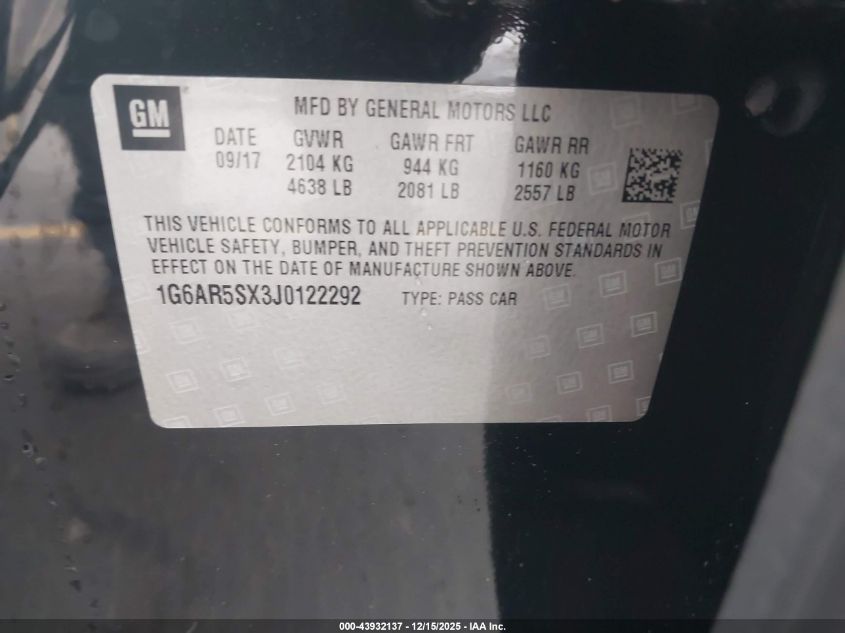 GM
MFD BY GENERAL MOTORS LLC
DATE GVWR GAWR FRT GAWR RR
09/17 2104 KG 944 KG 1160 KG
4638 LB 2081 LB 2557 LB
THIS VEHICLE CONFORMS TO ALL APPLICABLE U.S. FEDERAL MOTOR
VEHICLE SAFETY, BUMPER, AND THEFT PREVENTION STANDARDS IN
EFFECT ON THE DATE OF MANUFACTURE SHOWN ABOVE.
1G6AR5SX3J0122292 TYPE: PASS CAR
000-43932137 - 12/15/2025 - IAA Inc.